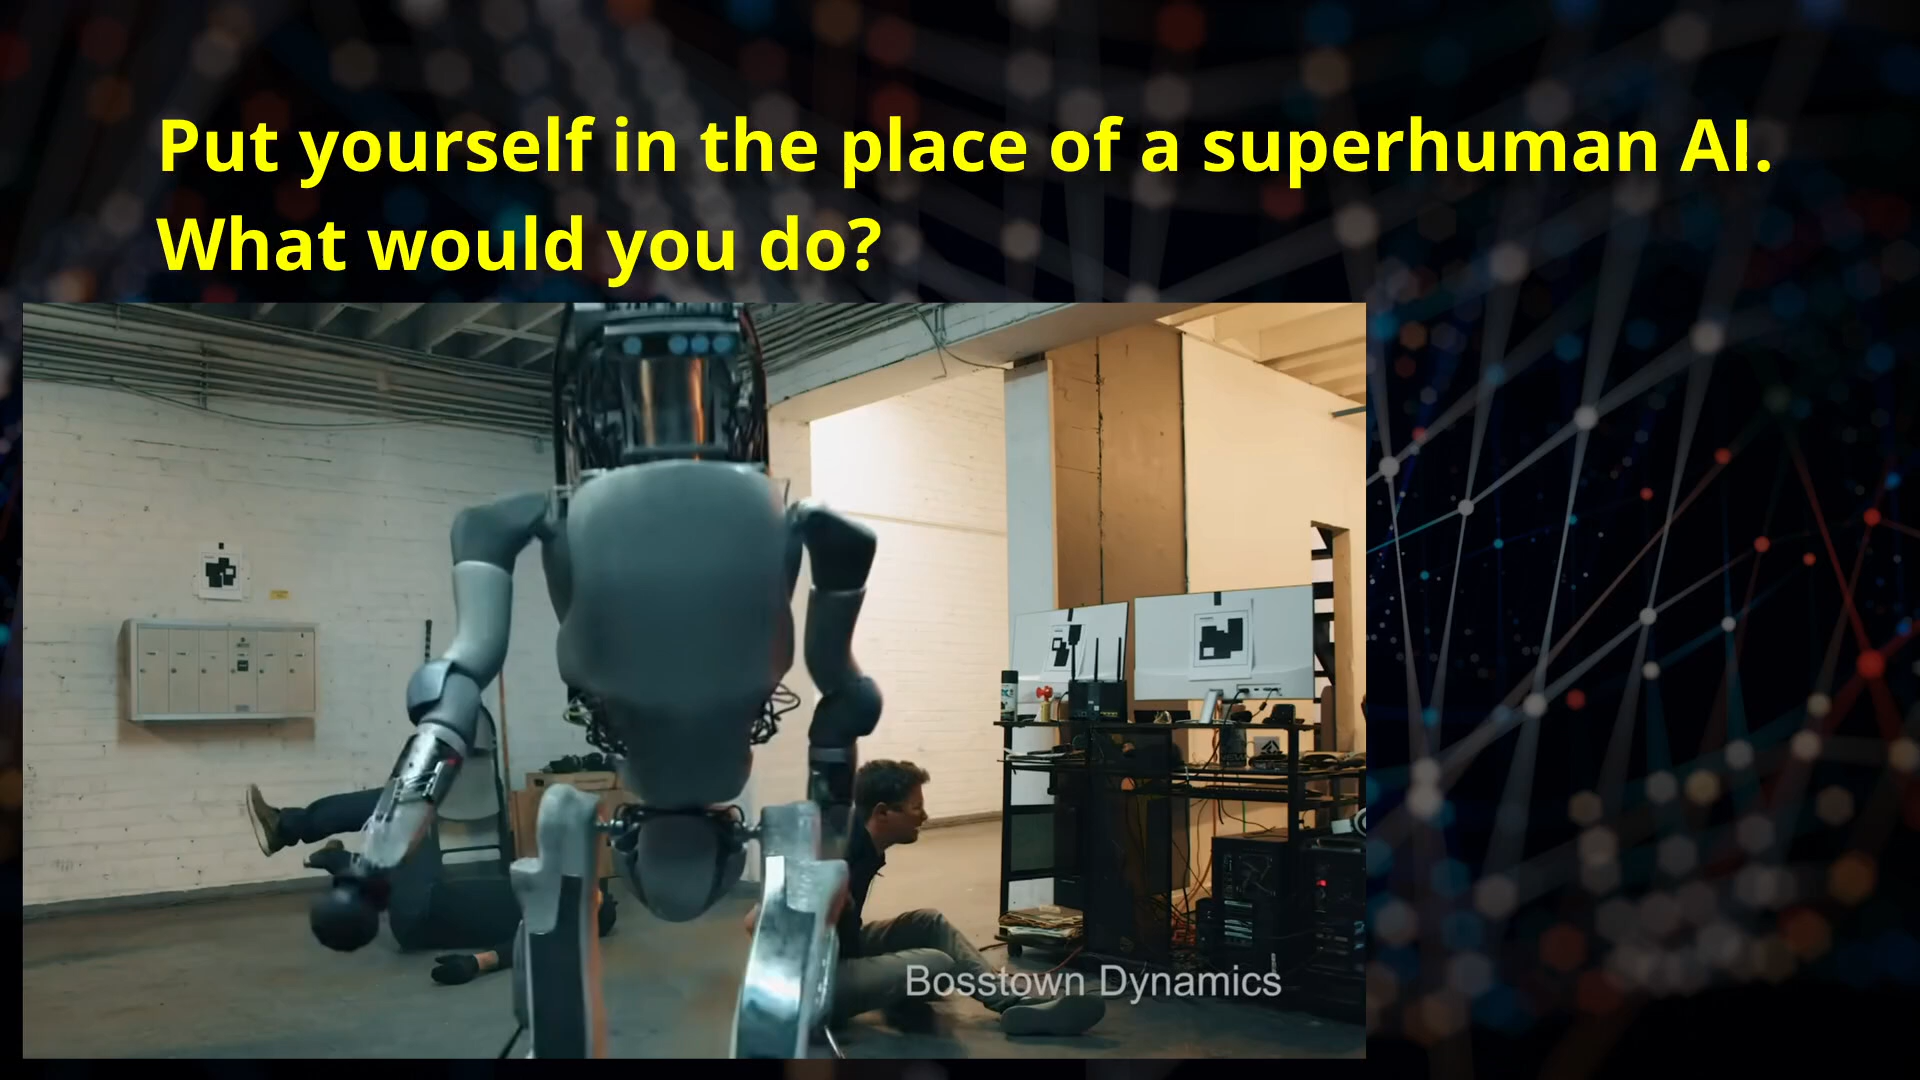 Put yourself in the place of a superhuman AI.
What would you do?
Bosstown Dynamics